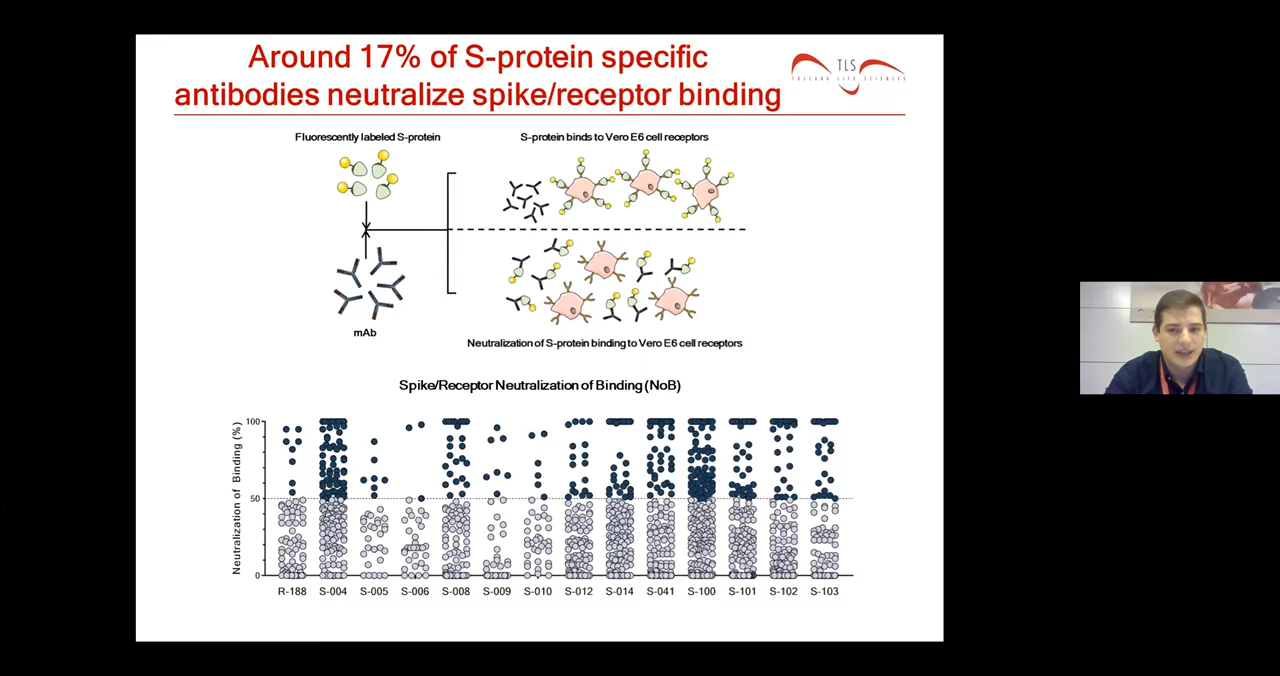 Around 17% of S-protein specific
antibodies neutralize spike/receptor binding
TLS
TOSCANA LIFE SCIENCES
Fluorescently labeled S-protein
S-protein binds to Vero E6 cell receptors
mAb
Neutralization of S-protein binding to Vero E6 cell receptors
Spike/Receptor Neutralization of Binding (NoB)
Neutralization of Binding (%)
100
50
0
R-188 S-004 S-005 S-006 S-008 S-009 S-010 S-012 S-014 S-041 S-100 S-101 S-102 S-103